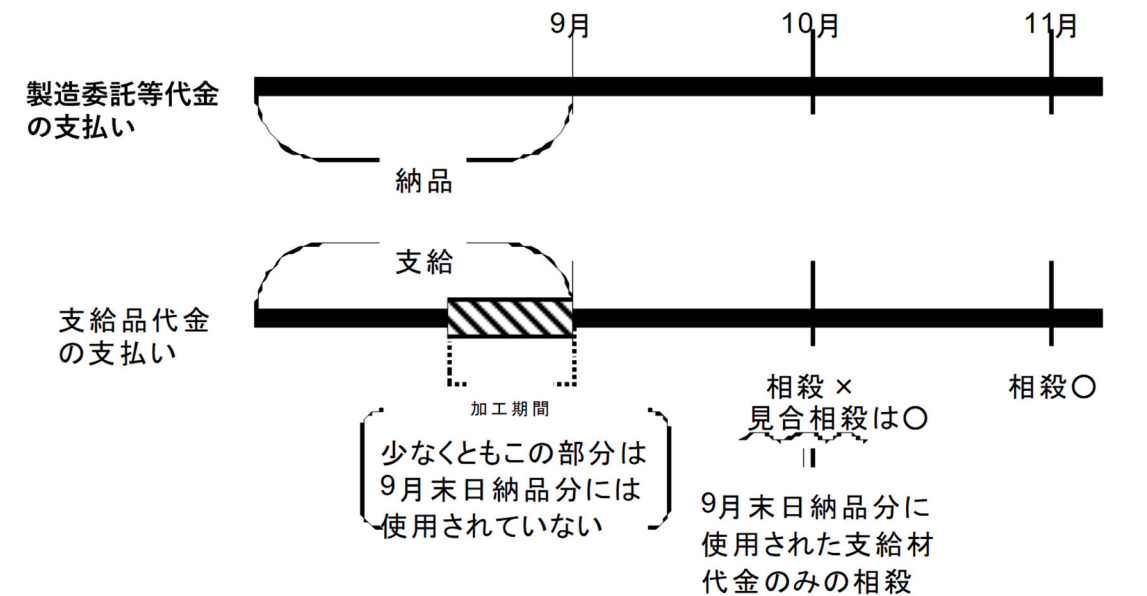 9月
10月
11月
製造委託等代金
の支払い
納品
支給
支給品代金
の支払い
加工期間
少なくともこの部分は
9月末日納品分には
使用されていない
相殺×
見合相殺は〇
相殺〇
9月末日納品分に
使用された支給材
代金のみの相殺